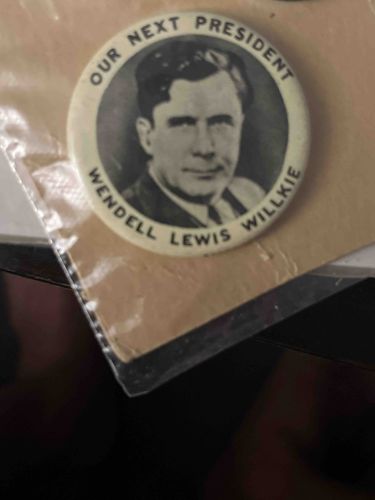 OUR NEXT PRESIDENT
WENDELL LEWIS WILLKIE